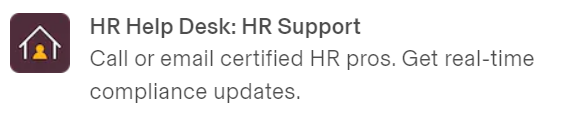 HR Help Desk: HR Support
Call or email certified HR pros. Get real-time
compliance updates.